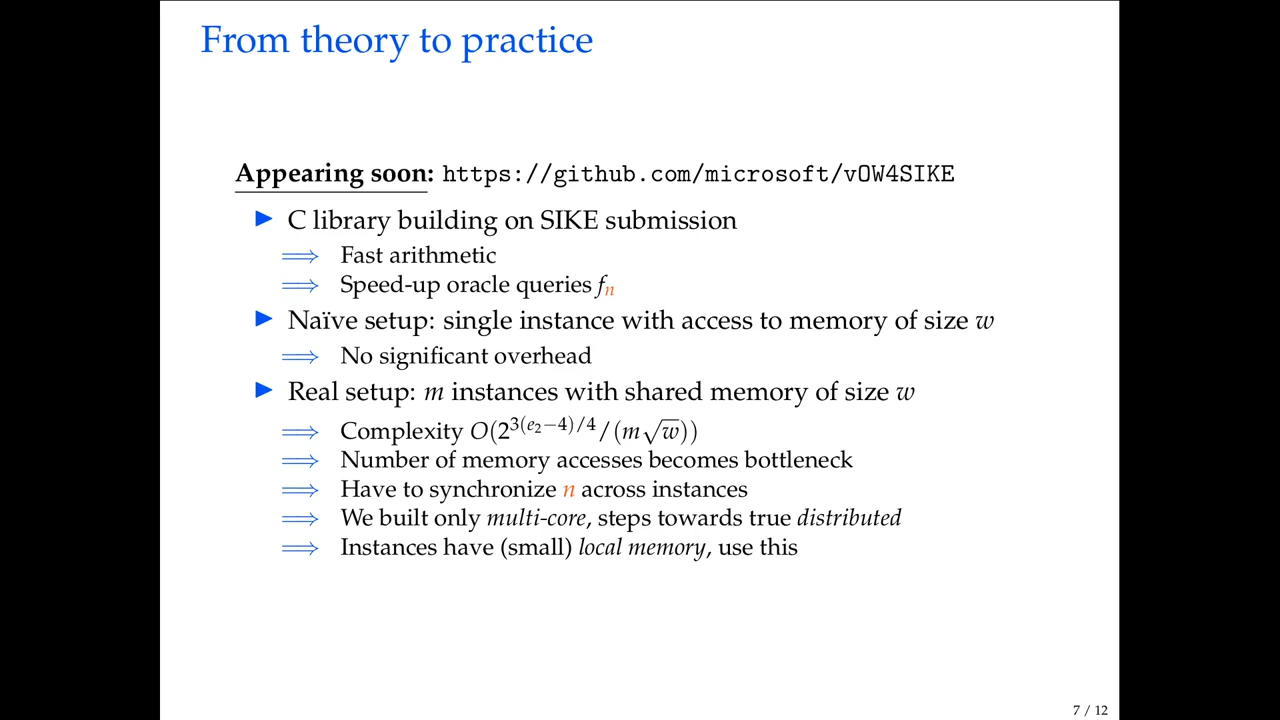 From theory to practice
Appearing soon: https://github.com/microsoft/vOW4SIKE
▶ C library building on SIKE submission
⟹ Fast arithmetic
⟹ Speed-up oracle queries fₙ
▶ Naïve setup: single instance with access to memory of size w
⟹ No significant overhead
▶ Real setup: m instances with shared memory of size w
⟹ Complexity O(2^{3(e₂−4)/4}/(m√w))
⟹ Number of memory accesses becomes bottleneck
⟹ Have to synchronize n across instances
⟹ We built only multi-core, steps towards true distributed
⟹ Instances have (small) local memory, use this
7 / 12